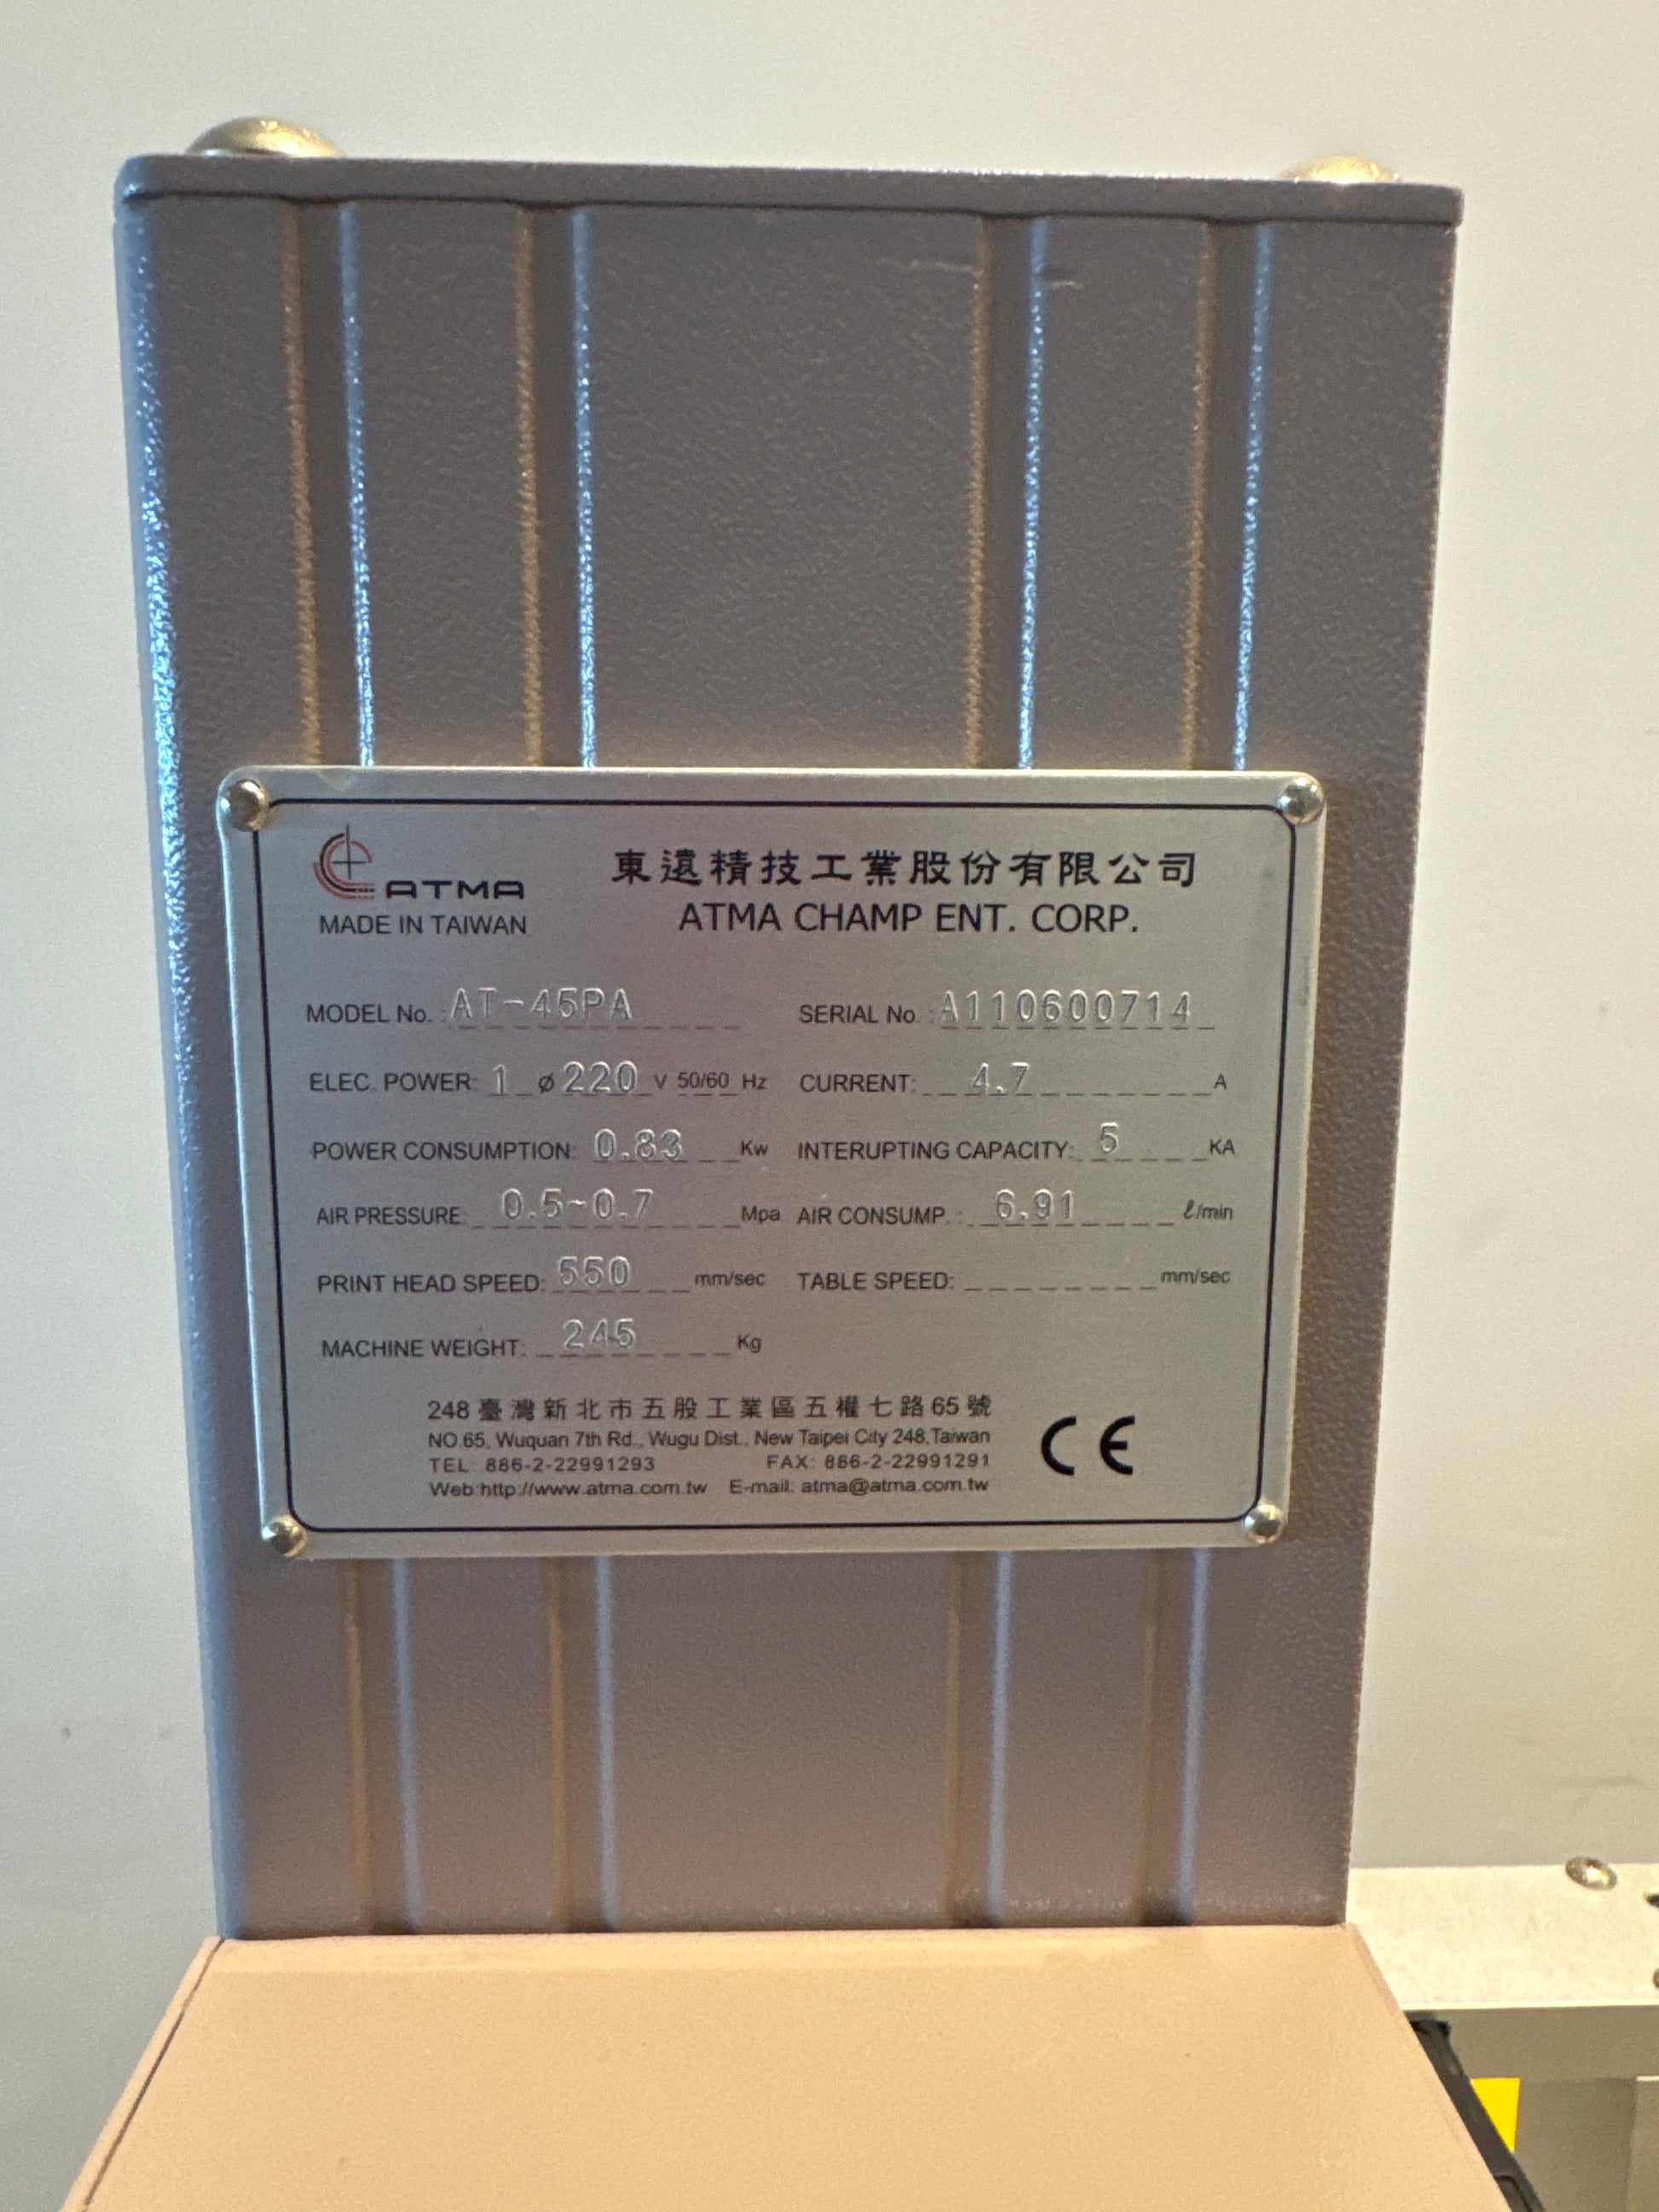 ATMA
MADE IN TAIWAN
東遠精技工業股份有限公司
ATMA CHAMP ENT. CORP.
MODEL No. : AT-45PA SERIAL No. : A110600714
ELEC. POWER: 1 ø 220 V 50/60 Hz CURRENT: 4.7 A
POWER CONSUMPTION: 0.83 Kw INTERUPTING CAPACITY: 5 KA
AIR PRESSURE: 0.5~0.7 Mpa AIR CONSUMP. : 6.91 ℓ/min
PRINT HEAD SPEED: 550 mm/sec TABLE SPEED: mm/sec
MACHINE WEIGHT: 245 Kg
248 臺灣新北市五股工業區五權七路 65 號
NO.65, Wuquan 7th Rd., Wugu Dist., New Taipei City 248,Taiwan
TEL: 886-2-22991293 FAX: 886-2-22991291
Web:http://www.atma.com.tw E-mail: atma@atma.com.tw
CE